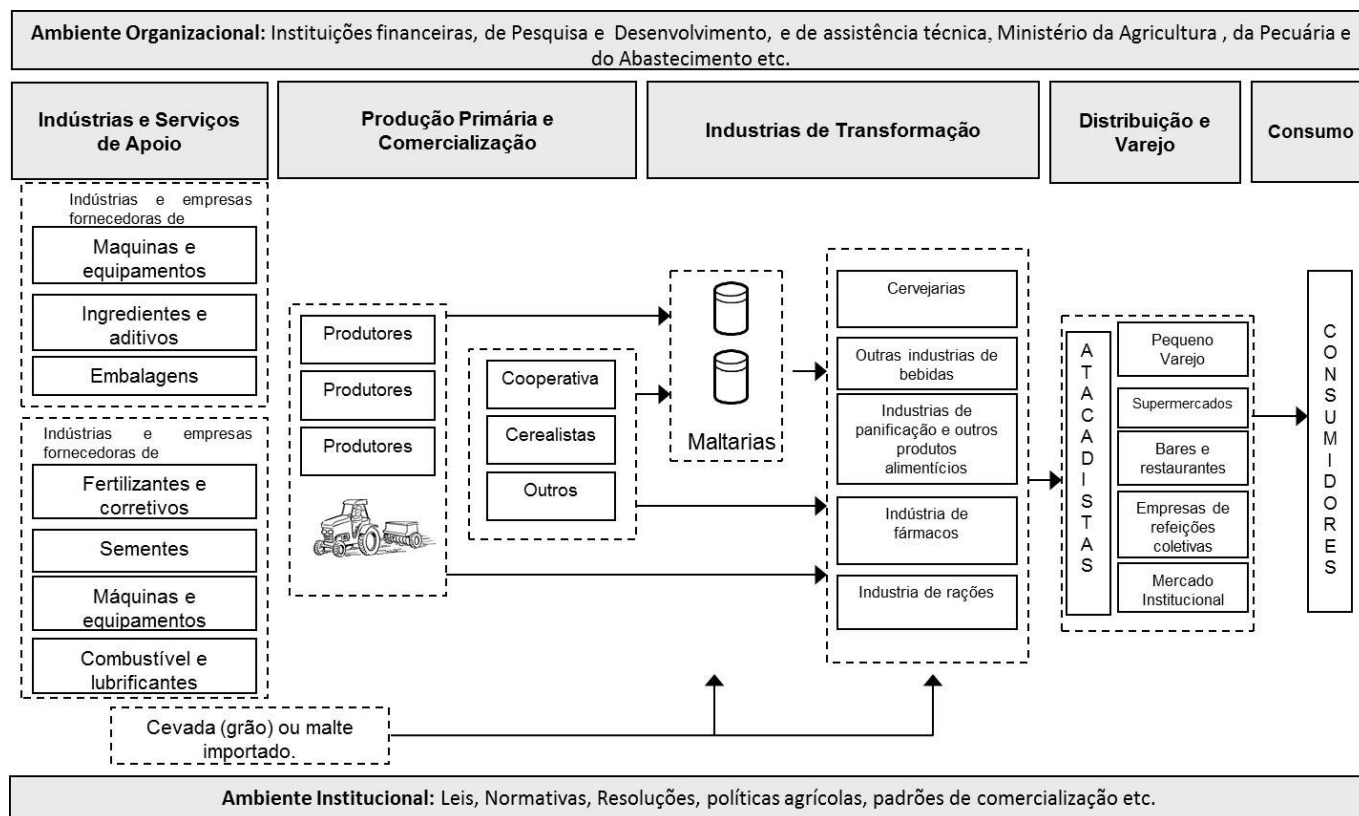 Ambiente Organizacional: Instituições financeiras, de Pesquisa e Desenvolvimento, e de assistência técnica, Ministério da Agricultura , da Pecuária e
do Abastecimento etc.
Indústrias e Serviços
de Apoio
Produção Primária e
Comercialização
Industrias de Transformação
Distribuição e
Varejo
Consumo
Indústrias e empresas
fornecedoras de
Maquinas e
equipamentos
Ingredientes e
aditivos
Embalagens
Indústrias e empresas
fornecedoras de
Fertilizantes e
corretivos
Sementes
Máquinas e
equipamentos
Combustível e
lubrificantes
Produtores
Produtores
Produtores
Cooperativa
Cerealistas
Outros
Maltarias
Cervejarias
Outras industrias de
bebidas
Industrias de
panificação e outros
produtos
alimentícios
Indústria de
fármacos
Industria de rações
ATACADISTAS
Pequeno
Varejo
Supermercados
Bares e
restaurantes
Empresas de
refeições
coletivas
Mercado
Institucional
CONSUMIDORES
Cevada (grão) ou malte
importado.
Ambiente Institucional: Leis, Normativas, Resoluções, políticas agrícolas, padrões de comercialização etc.